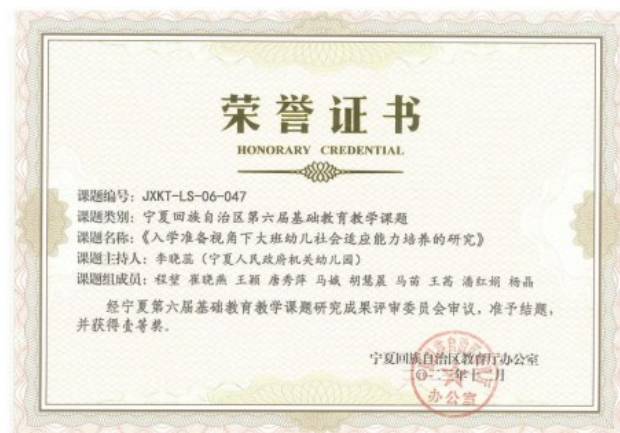 荣誉证书
HONORARY CREDENTIAL
课题编号：JXKT-LS-06-047
课题类别：宁夏回族自治区第六届基础教育教学课题
课题名称：《入学准备视角下大班幼儿社会适应能力培养的研究》
课题主持人：李晓蕊（宁夏人民政府机关幼儿园）
课题组成员：程堃 崔晓燕 王颖 唐秀萍 马娥 胡慧晨 马苗 王芮 潘红娟 杨晶
经宁夏第六届基础教育教学课题研究成果评审委员会审议，准予结题，
并获得壹等奖。
宁夏回族自治区教育厅办公室
年十二月
办公室